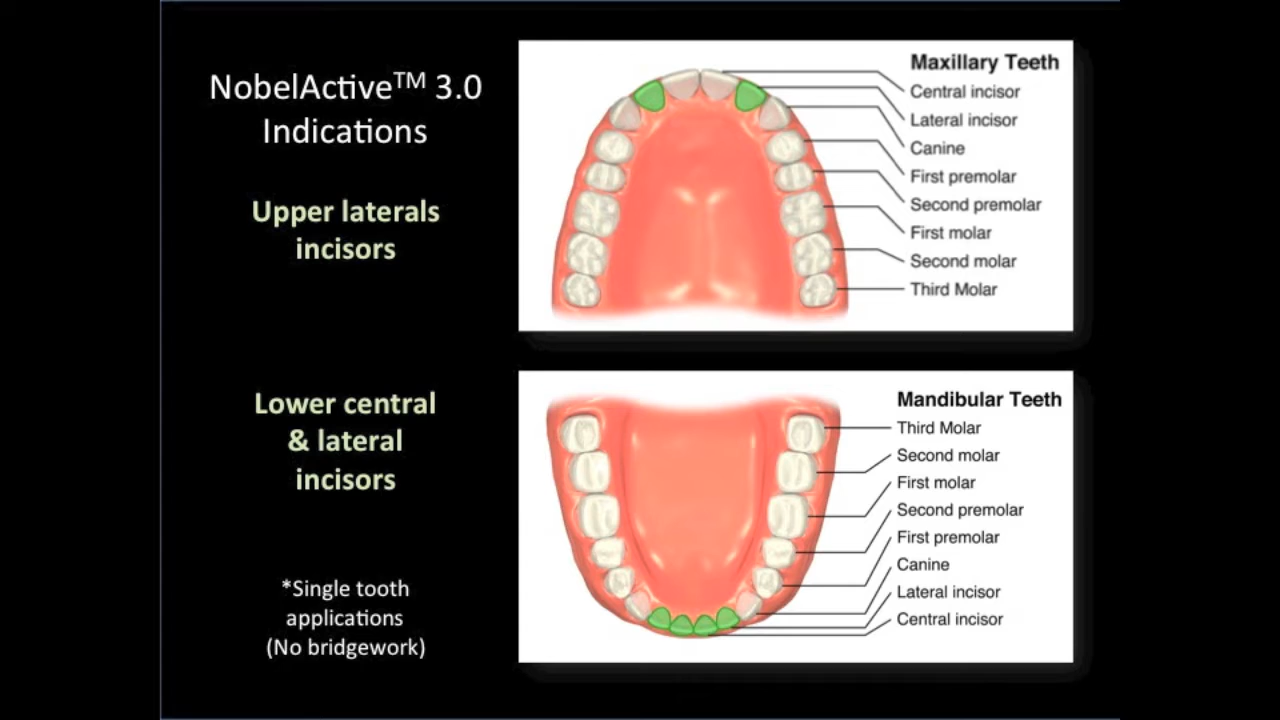 NobelActive™ 3.0
Indications
Upper laterals
incisors
Maxillary Teeth
Central incisor
Lateral incisor
Canine
First premolar
Second premolar
First molar
Second molar
Third Molar
Lower central
& lateral
incisors
*Single tooth
applications
(No bridgework)
Mandibular Teeth
Third Molar
Second molar
First molar
Second premolar
First premolar
Canine
Lateral incisor
Central incisor